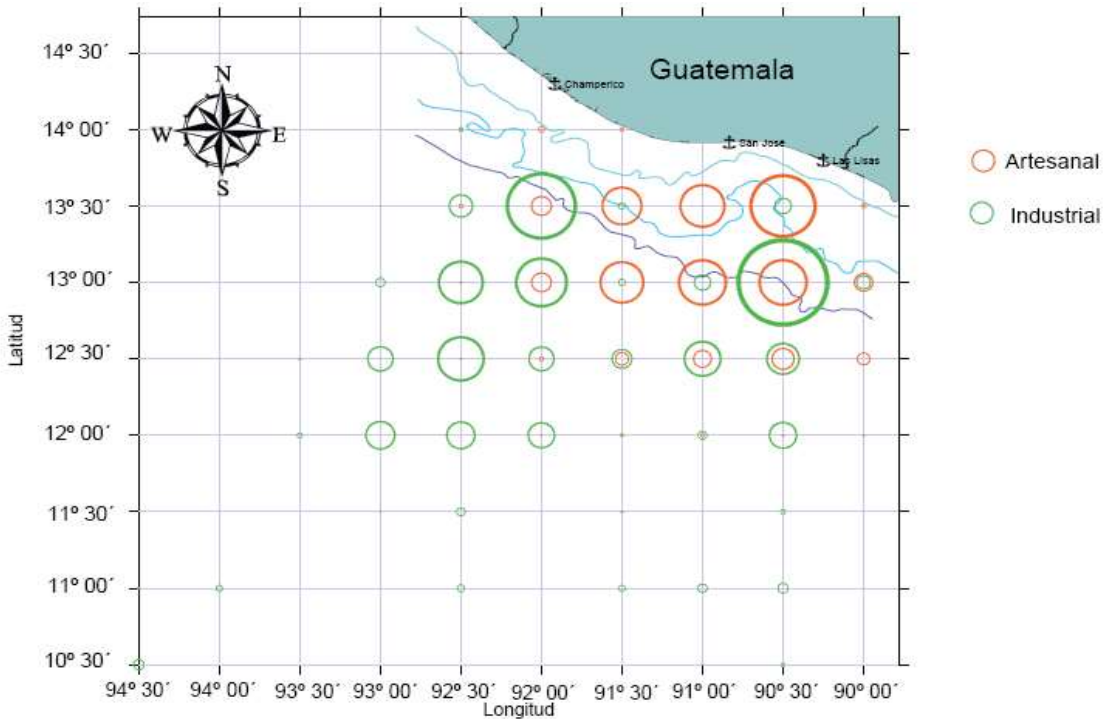 14º 30´
14º 00´
13º 30´
13º 00´
12º 30´
12º 00´
11º 30´
11º 00´
10º 30´
Latitud
N
W
E
S
Guatemala
Champerico
San José
Las Lisas
Artesanal
Industrial
94º 30´ 94º 00´ 93º 30´ 93º 00´ 92º 30´ 92º 00´ 91º 30´ 91º 00´ 90º 30´ 90º 00´
Longitud